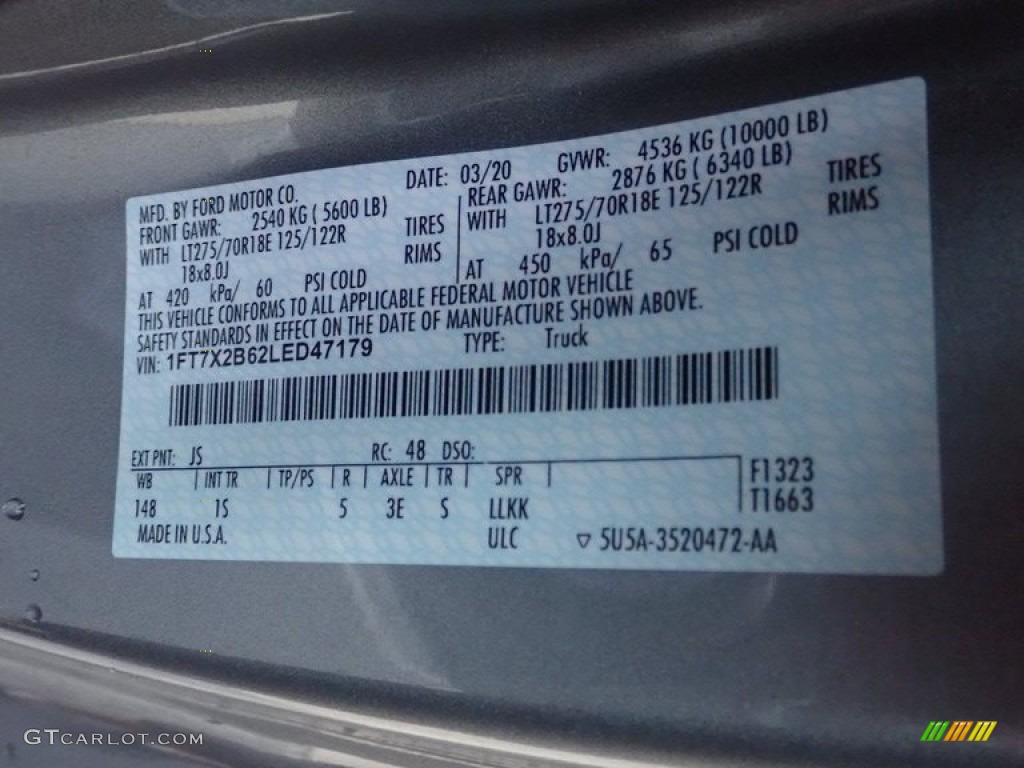 MFD. BY FORD MOTOR CO. DATE: 03/20 GVWR: 4536 KG (10000 LB)
FRONT GAWR: 2540 KG ( 5600 LB) REAR GAWR: 2876 KG ( 6340 LB)
WITH LT275/70R18E 125/122R TIRES WITH LT275/70R18E 125/122R TIRES
18x8.0J RIMS 18x8.0J RIMS
AT 420 kPa/ 60 PSI COLD AT 450 kPa/ 65 PSI COLD
THIS VEHICLE CONFORMS TO ALL APPLICABLE FEDERAL MOTOR VEHICLE
SAFETY STANDARDS IN EFFECT ON THE DATE OF MANUFACTURE SHOWN ABOVE.
VIN: 1FT7X2B62LED47179 TYPE: Truck
EXT PNT: JS RC: 48 DSO:
WB INT TR TP/PS R AXLE TR SPR F1323
148 1S 5 3E S LLKK T1663
MADE IN U.S.A. ULC ▽ 5U5A-3520472-AA
GTCARLOT.COM